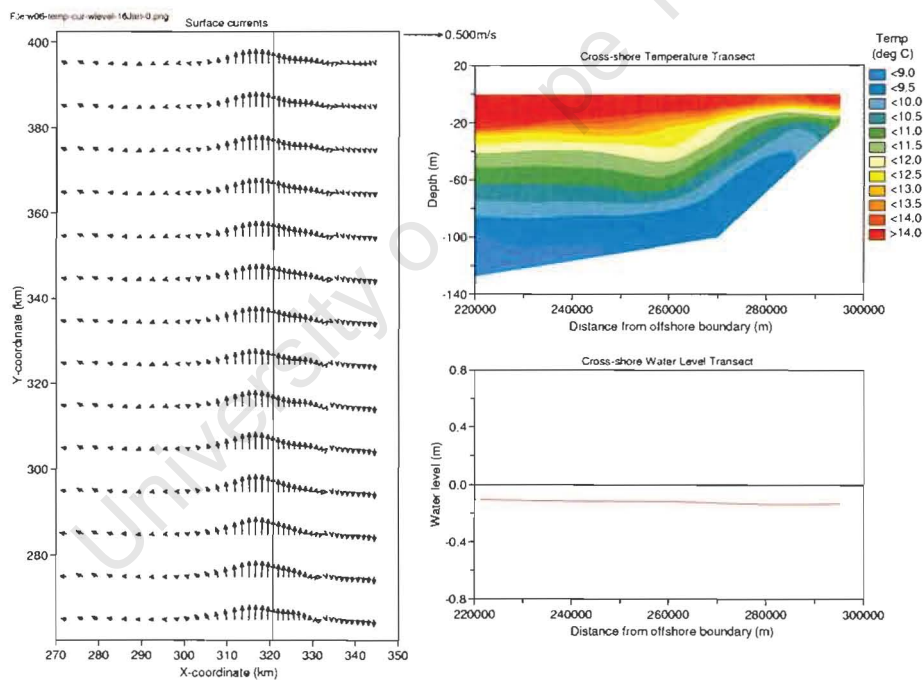 Surface currents
0.500m/s
400
380
360
340
320
300
280
Y-coordinate (km)
270 280 290 300 310 320 330 340 350
X-coordinate (km)
Cross-shore Temperature Transect
20
-20
-60
-100
-140
Depth (m)
220000 240000 260000 280000 300000
Distance from offshore boundary (m)
Temp
(deg C)
<9.0
<9.5
<10.0
<10.5
<11.0
<11.5
<12.0
<12.5
<13.0
<13.5
<14.0
>14.0
Cross-shore Water Level Transect
0.8
0.4
0.0
-0.4
-0.8
Water level (m)
220000 240000 260000 280000 300000
Distance from offshore boundary (m)
University o
pe